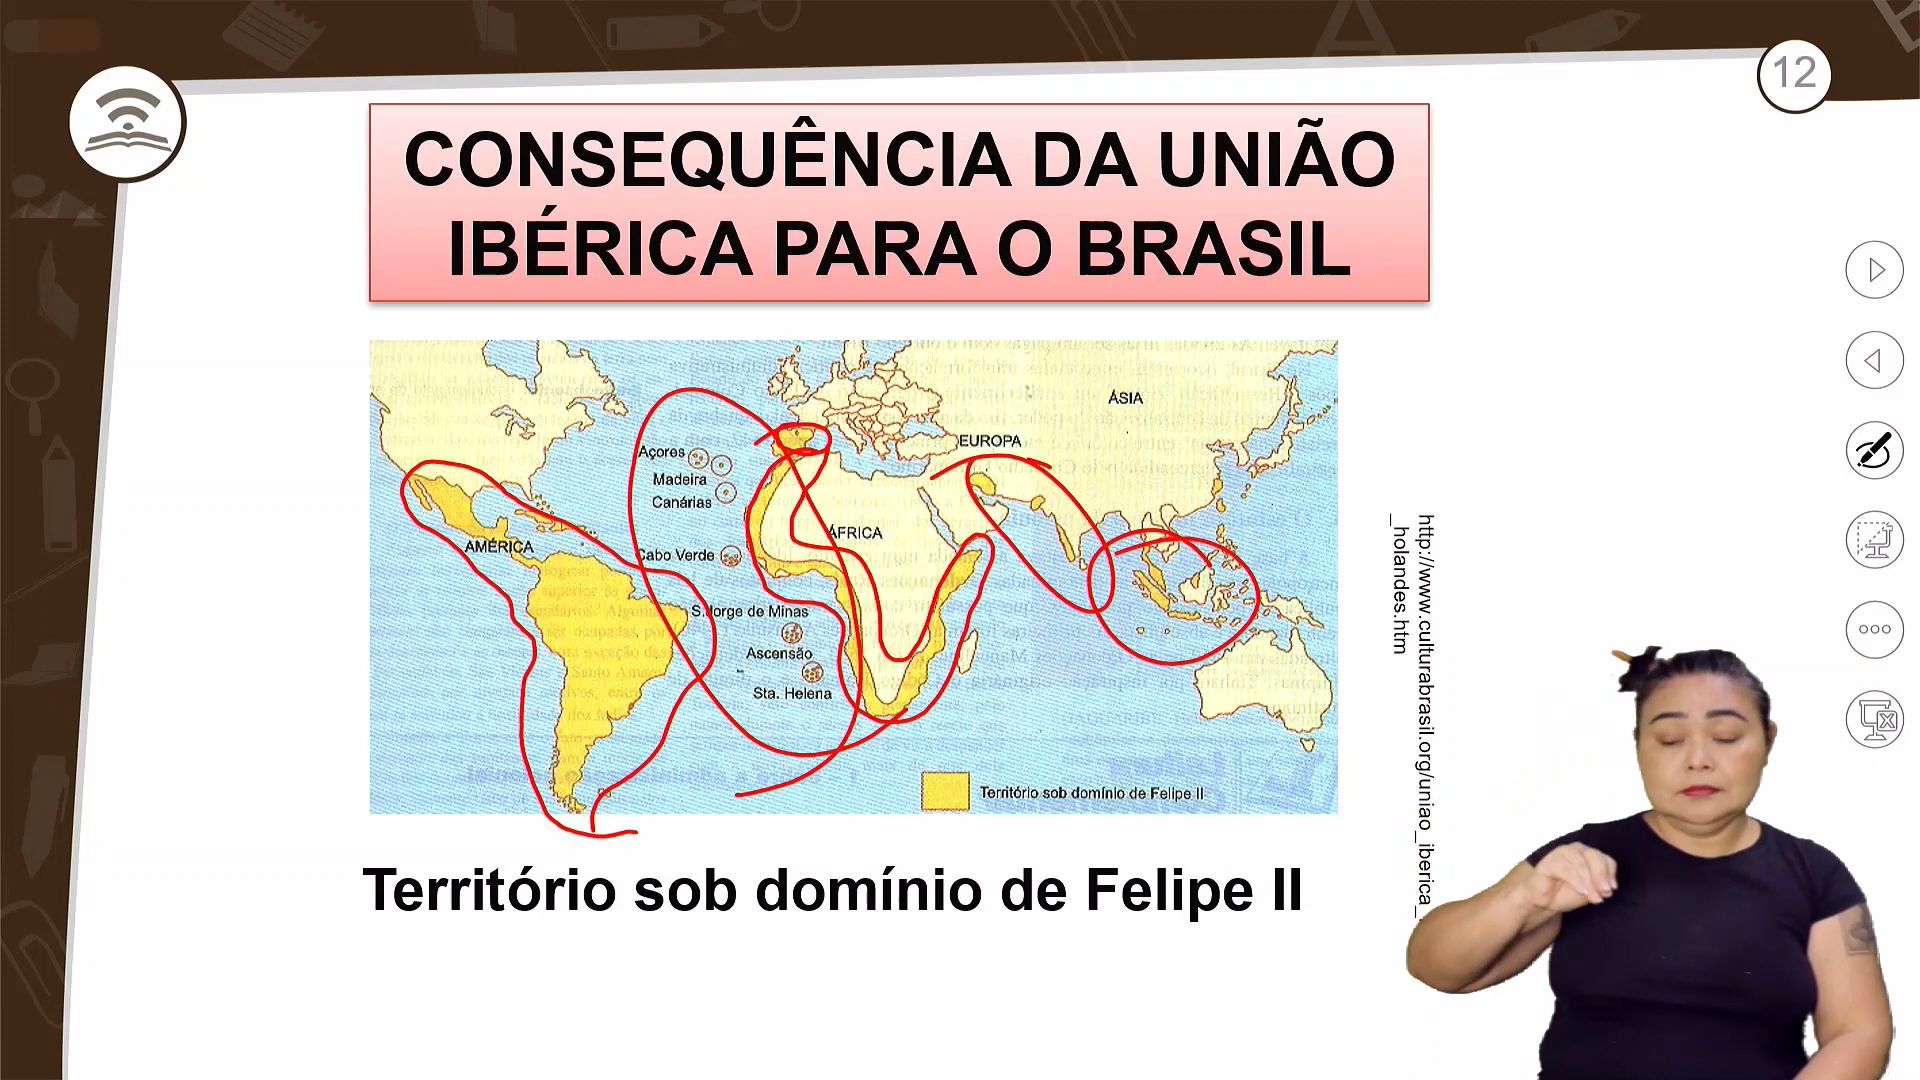 12
CONSEQUÊNCIA DA UNIÃO
IBÉRICA PARA O BRASIL
ÁSIA
EUROPA
Açores
Madeira
Canárias
ÁFRICA
AMÉRICA
Cabo Verde
S. Jorge de Minas
Ascensão
Sta. Helena
Território sob domínio de Felipe II
http://www.culturabrasil.org/uniao_iberica_
_holandes.htm
Território sob domínio de Felipe II